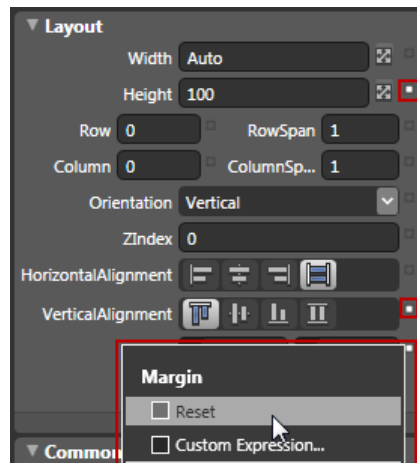 Layout
Width Auto
Height 100
Row 0 RowSpan 1
Column 0 ColumnSp... 1
Orientation Vertical
ZIndex 0
HorizontalAlignment
VerticalAlignment
Margin
Reset
Custom Expression...
Common